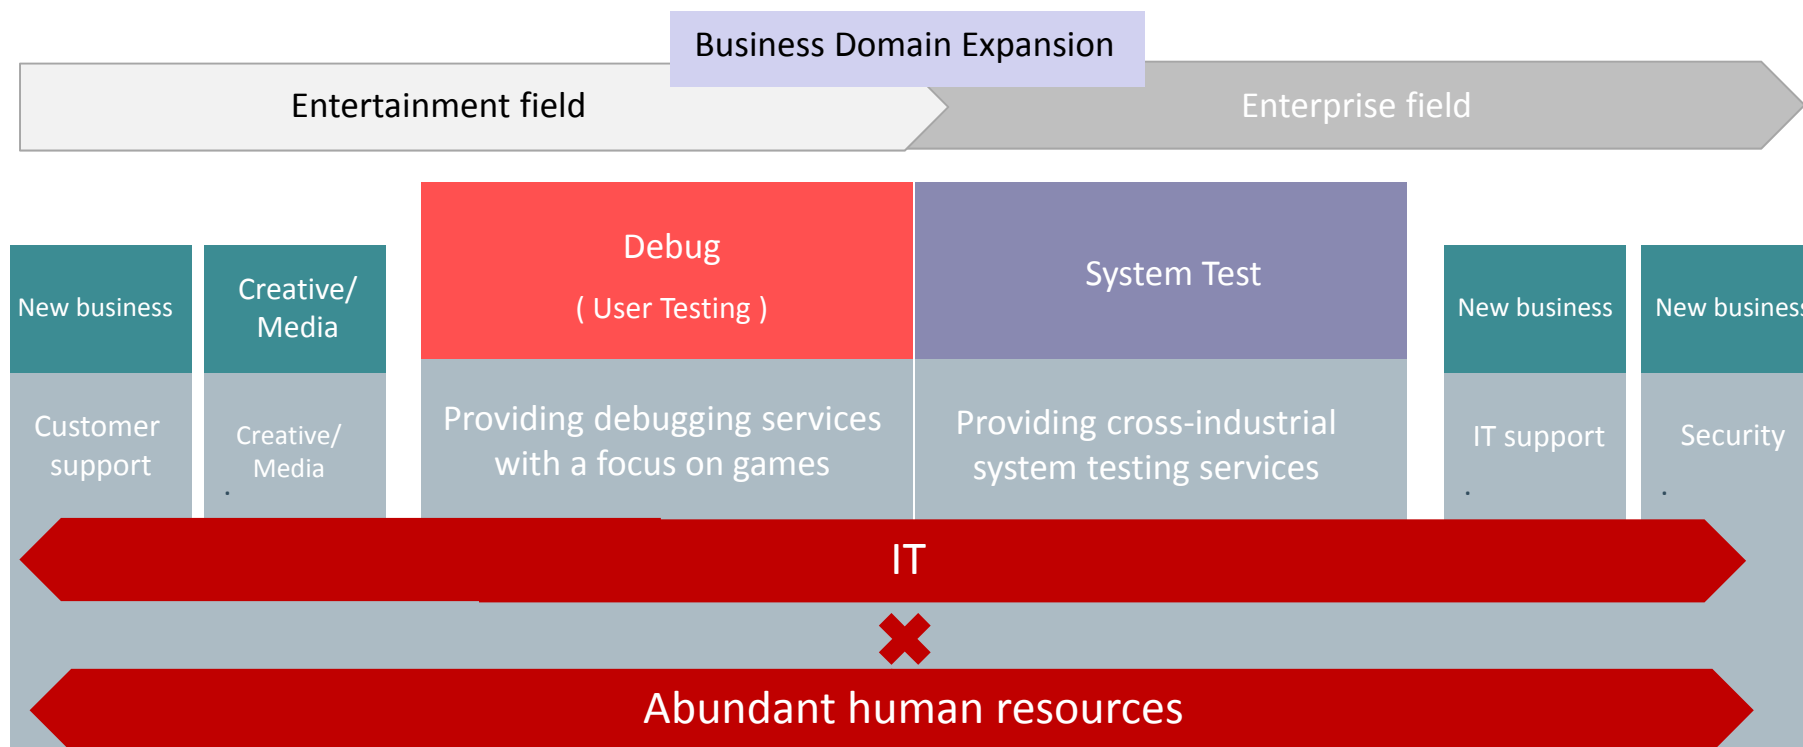 Business Domain Expansion
Entertainment field
Enterprise field
New business
Customer
support
Creative/
Media
Creative/
Media
.
Debug
( User Testing )
Providing debugging services
with a focus on games
System Test
Providing cross-industrial
system testing services
New business
IT support
.
New business
Security
.
IT
Abundant human resources